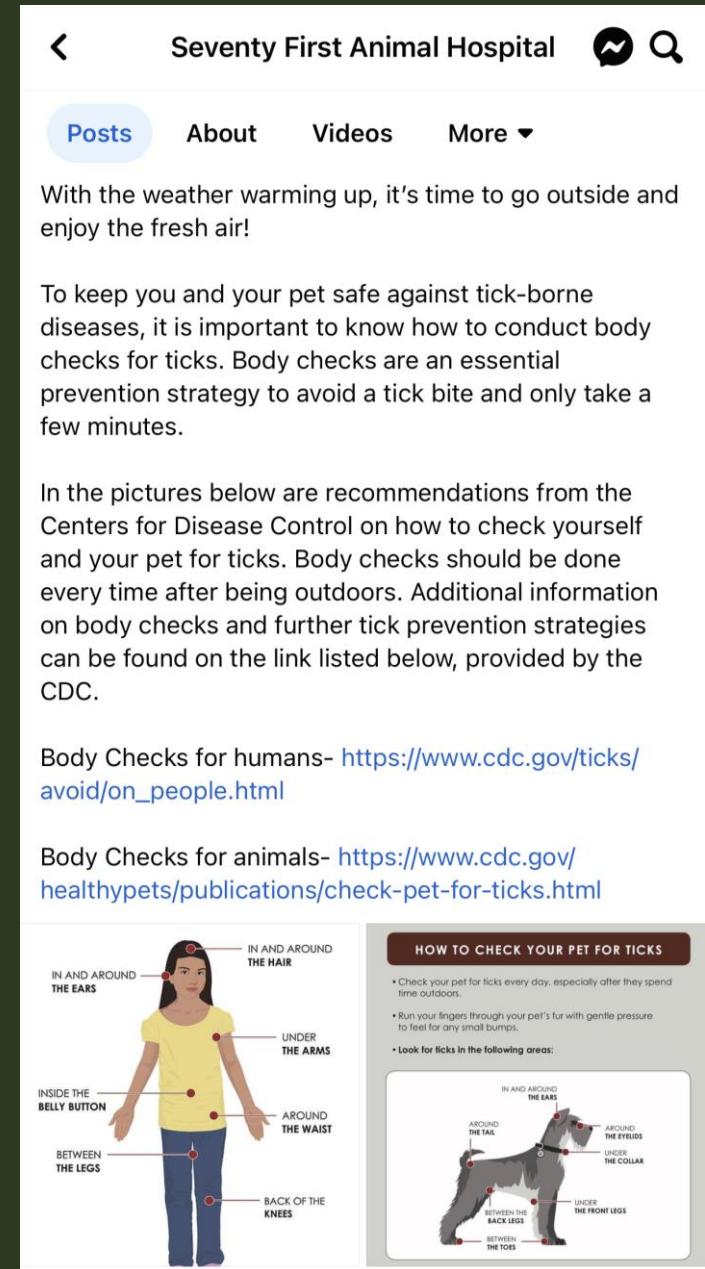 Seventy First Animal Hospital
Posts About Videos More
With the weather warming up, it's time to go outside and
enjoy the fresh air!
To keep you and your pet safe against tick-borne
diseases, it is important to know how to conduct body
checks for ticks. Body checks are an essential
prevention strategy to avoid a tick bite and only take a
few minutes.
In the pictures below are recommendations from the
Centers for Disease Control on how to check yourself
and your pet for ticks. Body checks should be done
every time after being outdoors. Additional information
on body checks and further tick prevention strategies
can be found on the link listed below, provided by the
CDC.
Body Checks for humans- https://www.cdc.gov/ticks/
avoid/on_people.html
Body Checks for animals- https://www.cdc.gov/
healthypets/publications/check-pet-for-ticks.html
IN AND AROUND
THE HAIR
IN AND AROUND
THE EARS
UNDER
THE ARMS
INSIDE THE
BELLY BUTTON
AROUND
THE WAIST
BETWEEN
THE LEGS
BACK OF THE
KNEES
HOW TO CHECK YOUR PET FOR TICKS
• Check your pet for ticks every day, especially after they spend
time outdoors.
• Run your fingers through your pet's fur with gentle pressure
to feel for any small bumps.
• Look for ticks in the following areas:
IN AND AROUND
THE EARS
AROUND
THE TAIL
AROUND
THE EYELIDS
UNDER
THE COLLAR
UNDER
THE FRONT LEGS
BETWEEN THE
BACK LEGS
BETWEEN
THE TOES